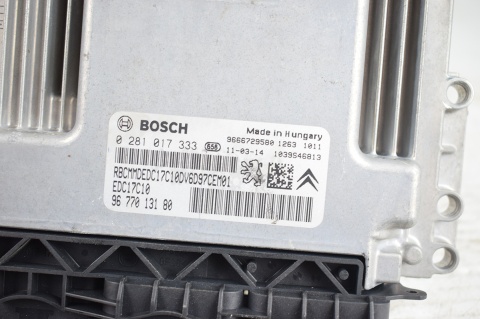 BOSCH
Made in Hungary
0 281 017 333 658
9666729580 1263 1011
11-03-14 1039S46813
RBCMMDEDC17C10DV6D97CEM01
EDC17C10
96 770 131 80